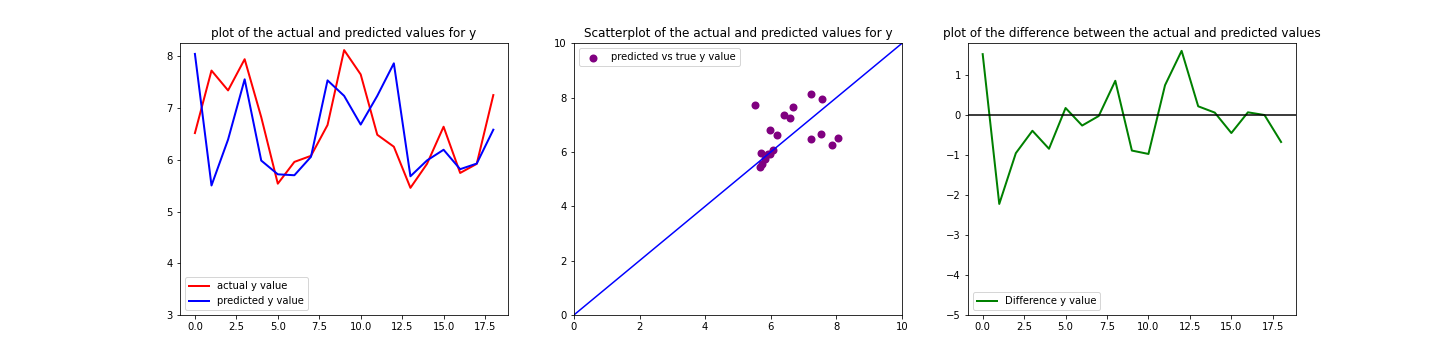 plot of the actual and predicted values for y
8
7
6
5
4
3
0.0 2.5 5.0 7.5 10.0 12.5 15.0 17.5
actual y value
predicted y value
Scatterplot of the actual and predicted values for y
10
8
6
4
2
0
0 2 4 6 8 10
predicted vs true y value
plot of the difference between the actual and predicted values
1
0
−1
−2
−3
−4
−5
0.0 2.5 5.0 7.5 10.0 12.5 15.0 17.5
Difference y value